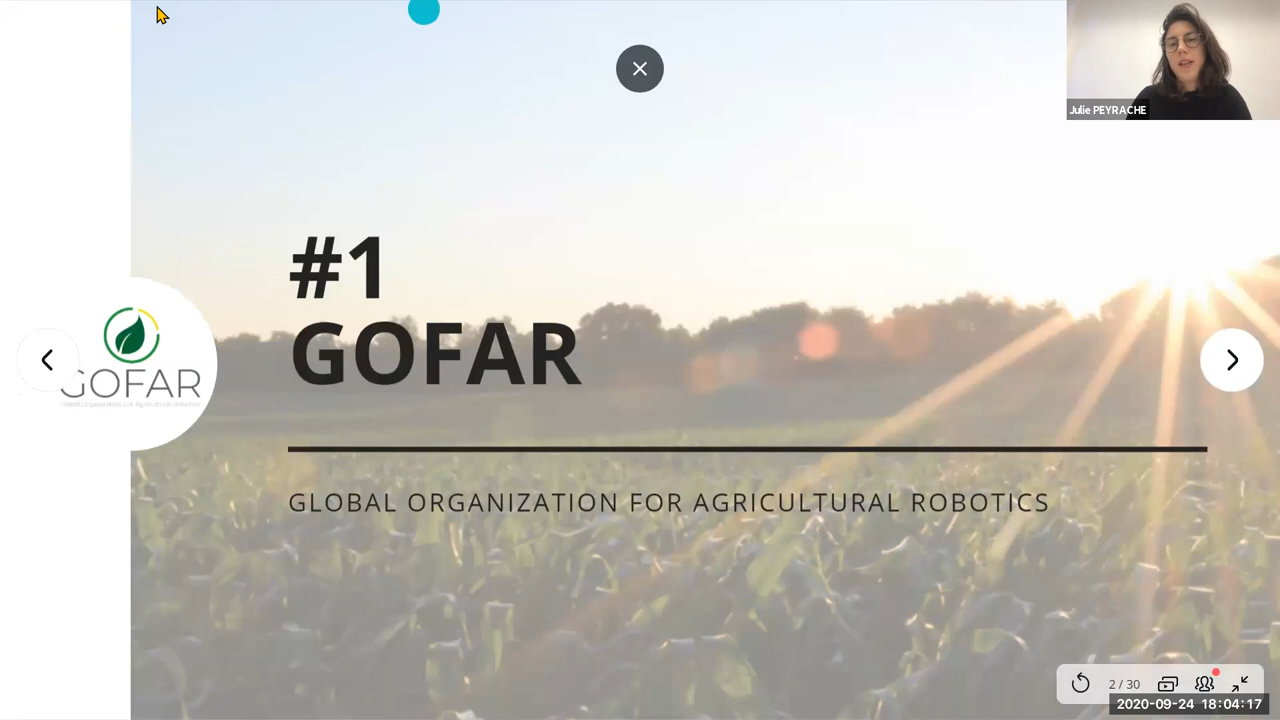 Julie PEYRACHE
#1
GOFAR
GOFAR
GLOBAL ORGANIZATION FOR AGRICULTURAL ROBOTICS
2 / 30
2020-09-24 18:04:17